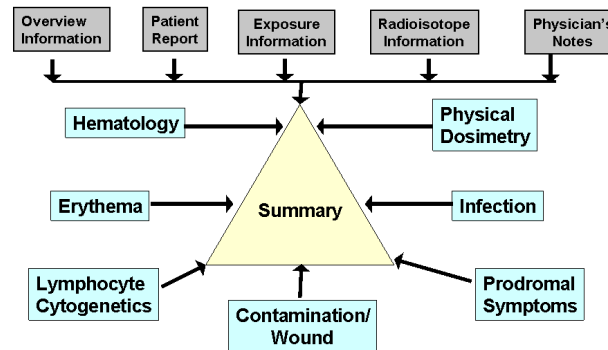 Overview
Information
Patient
Report
Exposure
Information
Radioisotope
Information
Physician's
Notes
Hematology
Physical
Dosimetry
Erythema
Summary
Infection
Lymphocyte
Cytogenetics
Contamination/
Wound
Prodromal
Symptoms